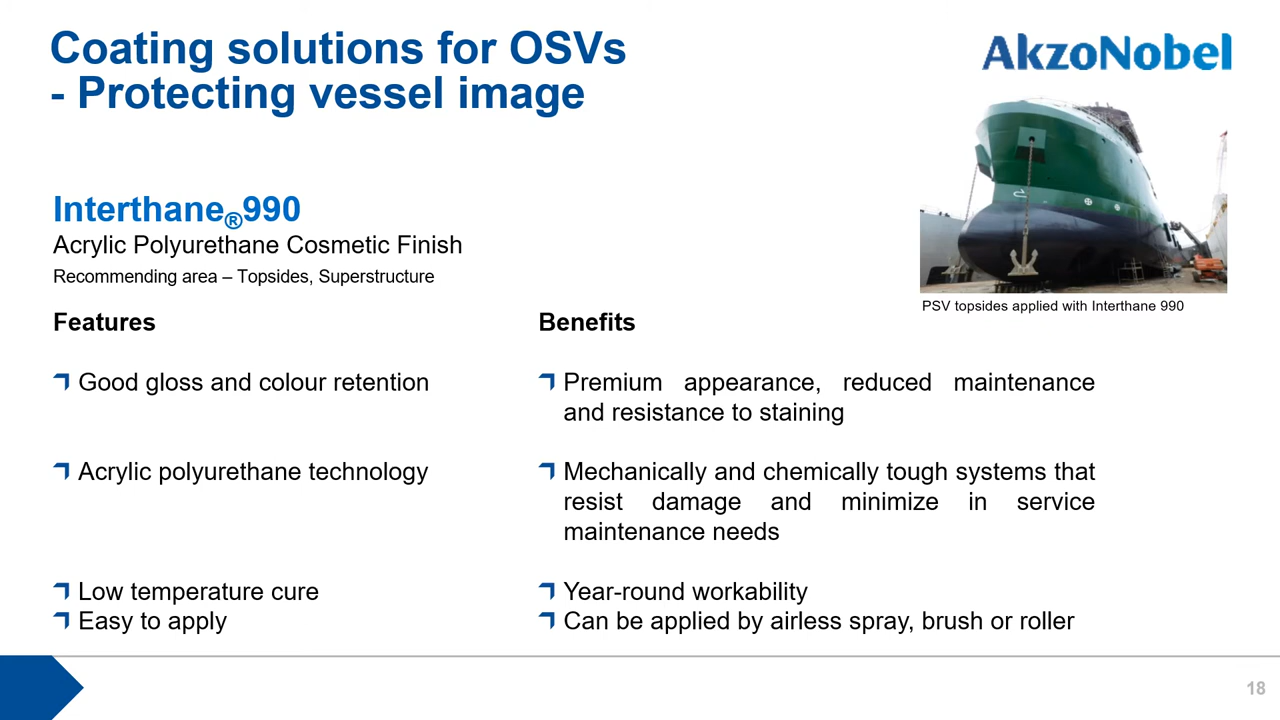 Coating solutions for OSVs
- Protecting vessel image
AkzoNobel
Interthane®990
Acrylic Polyurethane Cosmetic Finish
Recommending area – Topsides, Superstructure
PSV topsides applied with Interthane 990
Features
Benefits
Good gloss and colour retention
Premium appearance, reduced maintenance
and resistance to staining
Acrylic polyurethane technology
Mechanically and chemically tough systems that
resist damage and minimize in service
maintenance needs
Low temperature cure
Year-round workability
Easy to apply
Can be applied by airless spray, brush or roller
18